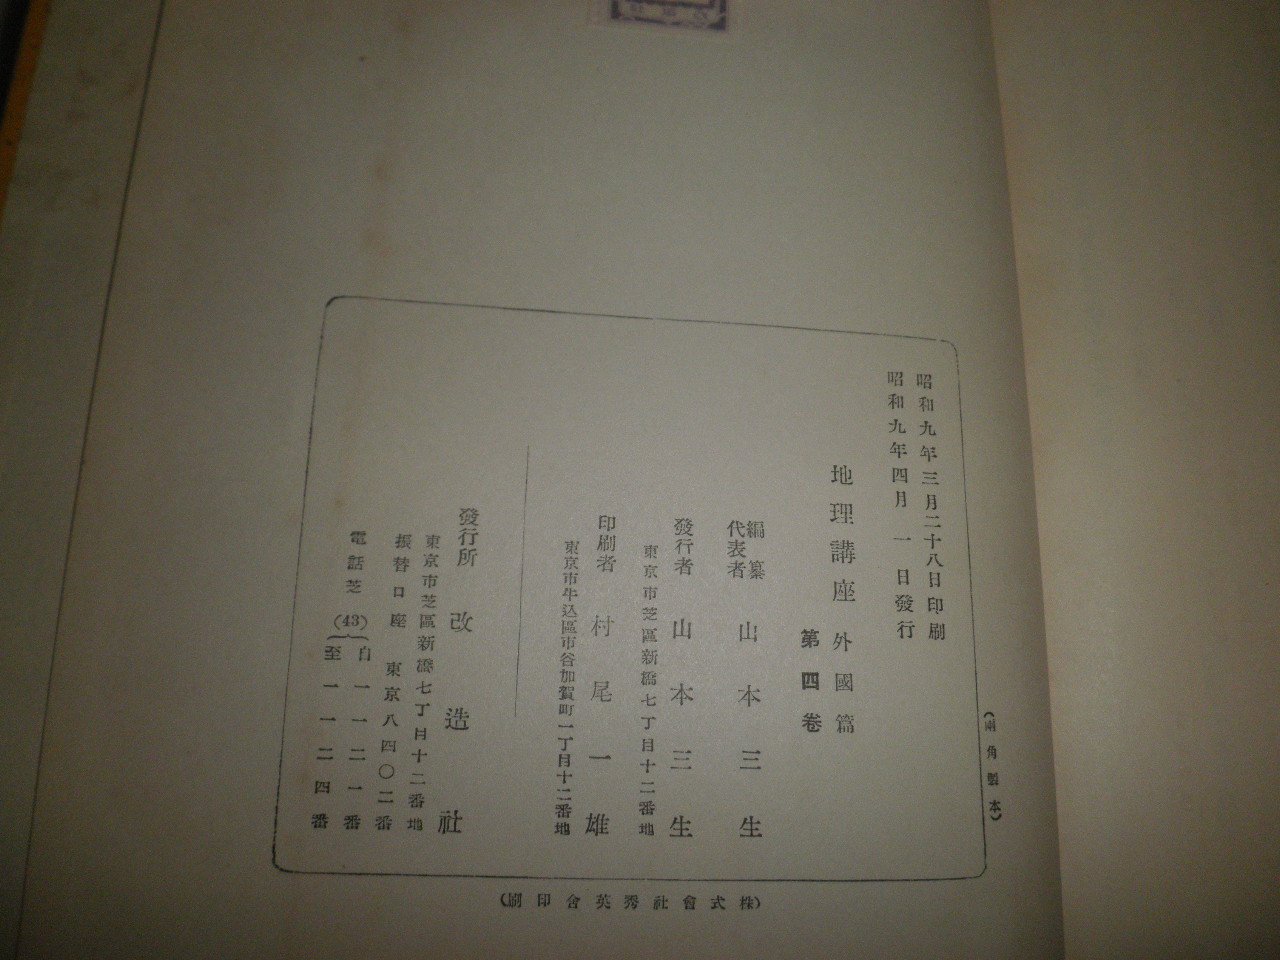 昭和九年三月二十八日印刷
昭和九年四月一日發行
地理講座 外國篇
第四卷
編纂
代表者 山本三生
發行者 山本三生
東京市芝區新橋七丁目十二番地
印刷者 村尾一雄
東京市牛込區市谷加賀町一丁目十二番地
發行所 改造社
東京市芝區新橋七丁目十二番地
振替口座 東京八四〇二番
電話芝(43)自一一二一番
至一一二四番
(兩角製本)
(株式會社秀英舍印刷)